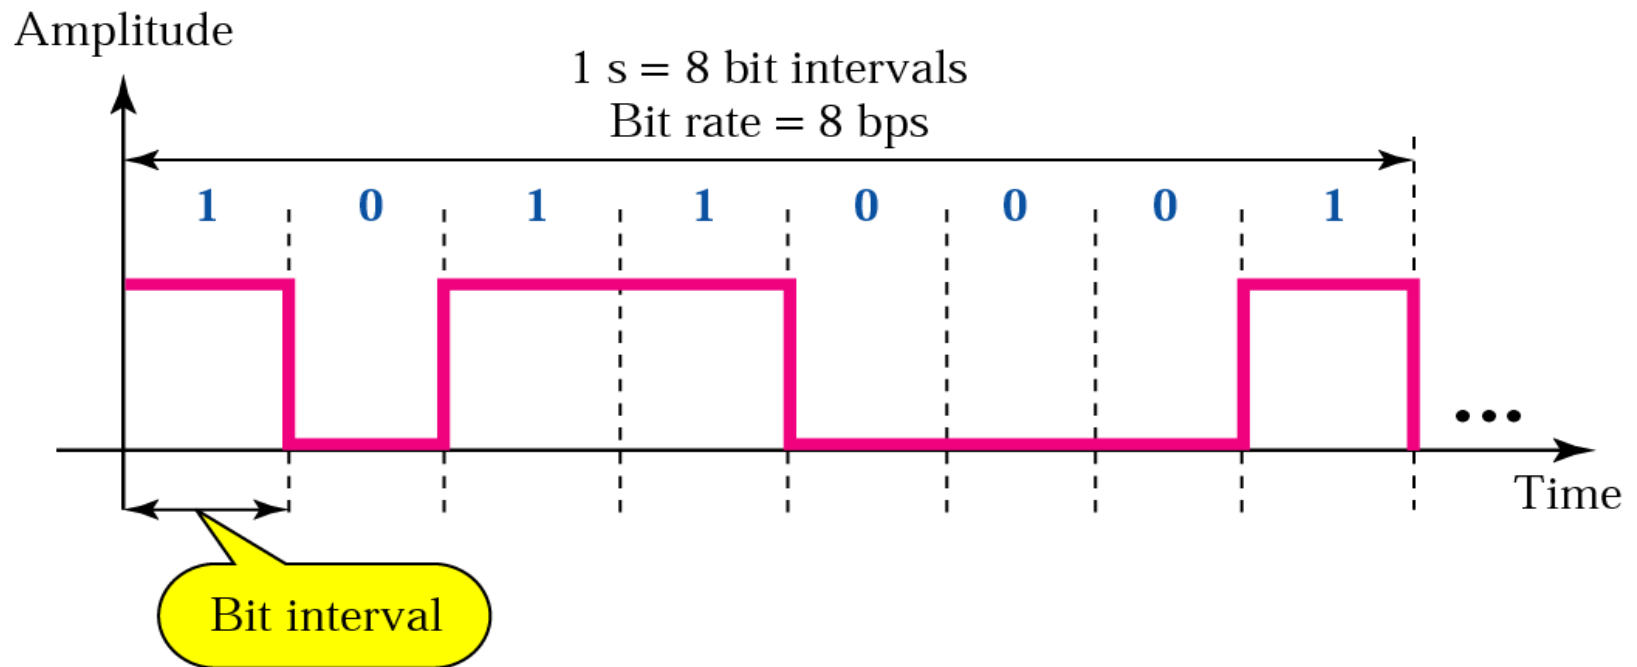 Amplitude
1 s = 8 bit intervals
Bit rate = 8 bps
1 0 1 1 0 0 0 1
Time
Bit interval